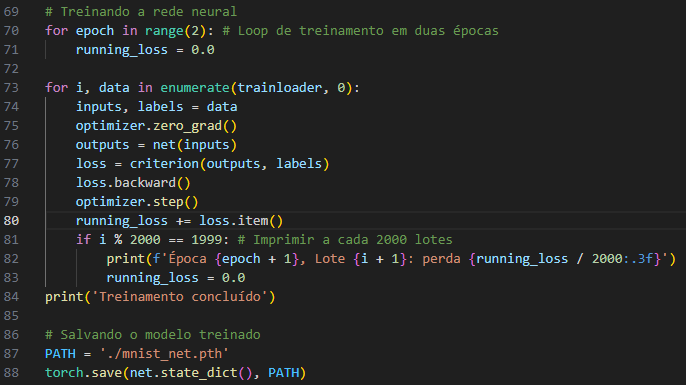 69 # Treinando a rede neural
70 for epoch in range(2): # Loop de treinamento em duas épocas
71     running_loss = 0.0
72
73 for i, data in enumerate(trainloader, 0):
74     inputs, labels = data
75     optimizer.zero_grad()
76     outputs = net(inputs)
77     loss = criterion(outputs, labels)
78     loss.backward()
79     optimizer.step()
80     running_loss += loss.item()
81     if i % 2000 == 1999: # Imprimir a cada 2000 lotes
82         print(f'Época {epoch + 1}, Lote {i + 1}: perda {running_loss / 2000:.3f}')
83         running_loss = 0.0
84 print('Treinamento concluído')
85
86 # Salvando o modelo treinado
87 PATH = './mnist_net.pth'
88 torch.save(net.state_dict(), PATH)